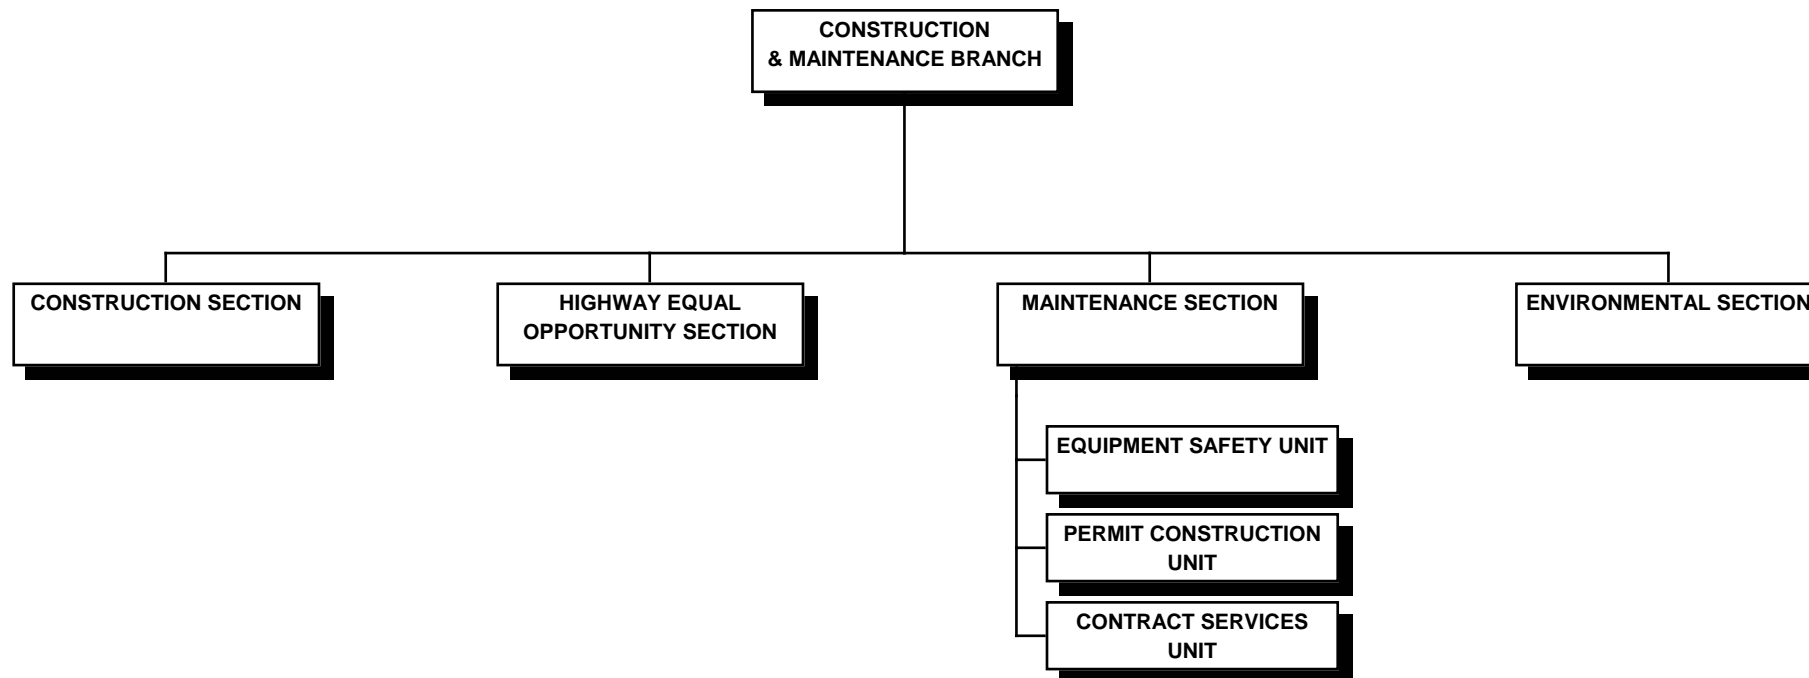 CONSTRUCTION
& MAINTENANCE BRANCH
CONSTRUCTION SECTION
HIGHWAY EQUAL
OPPORTUNITY SECTION
MAINTENANCE SECTION
ENVIRONMENTAL SECTION
EQUIPMENT SAFETY UNIT
PERMIT CONSTRUCTION
UNIT
CONTRACT SERVICES
UNIT